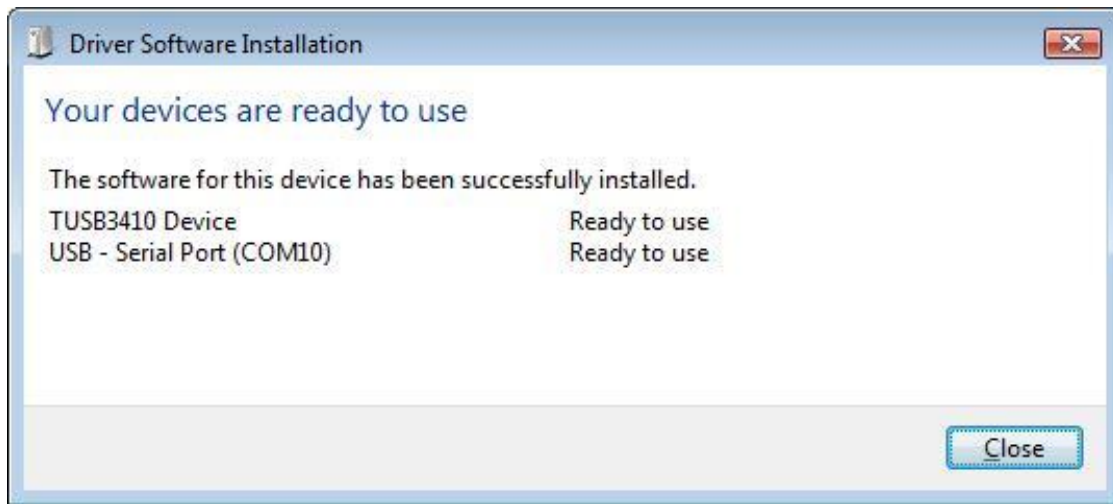 Driver Software Installation
Your devices are ready to use
The software for this device has been successfully installed.
TUSB3410 Device Ready to use
USB - Serial Port (COM10) Ready to use
Close